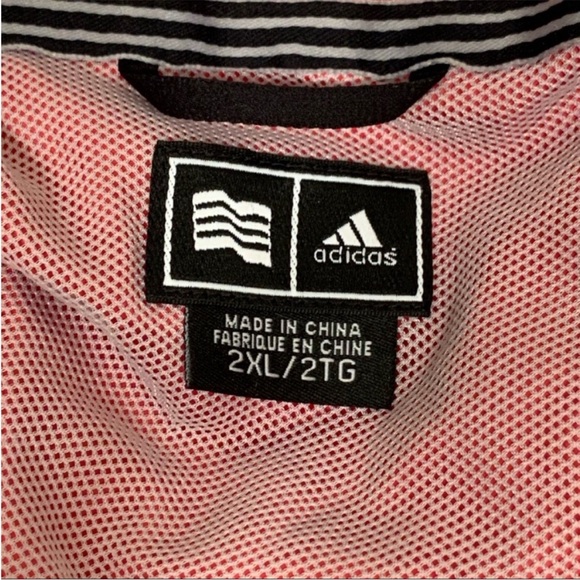 adidas
MADE IN CHINA
FABRIQUE EN CHINE
2XL/2TG